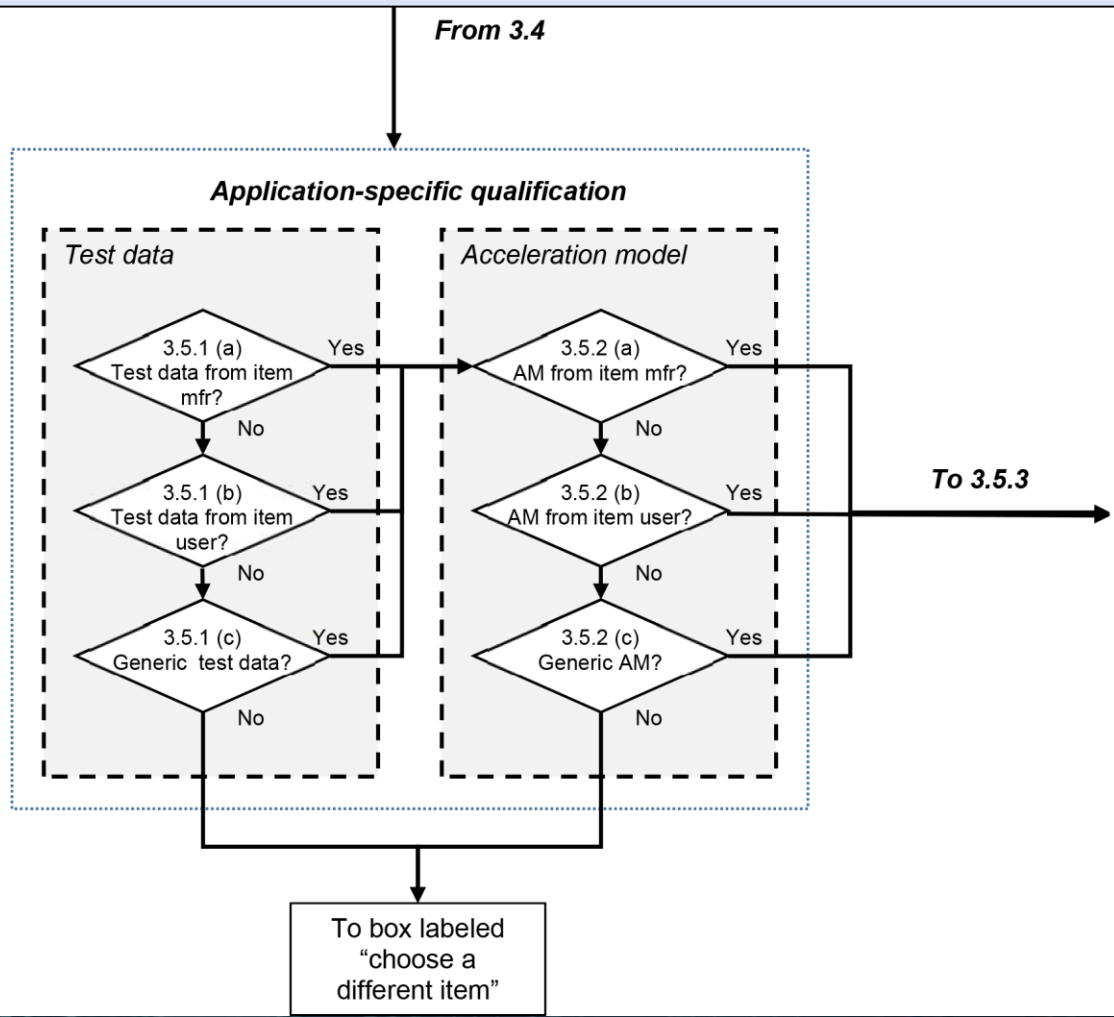 From 3.4
Application-specific qualification
Test data
3.5.1 (a)
Test data from item
mfr?
Yes
No
3.5.1 (b)
Test data from item
user?
Yes
No
3.5.1 (c)
Generic test data?
Yes
No
Acceleration model
3.5.2 (a)
AM from item mfr?
Yes
No
3.5.2 (b)
AM from item user?
Yes
No
3.5.2 (c)
Generic AM?
Yes
No
To 3.5.3
To box labeled
“choose a
different item”